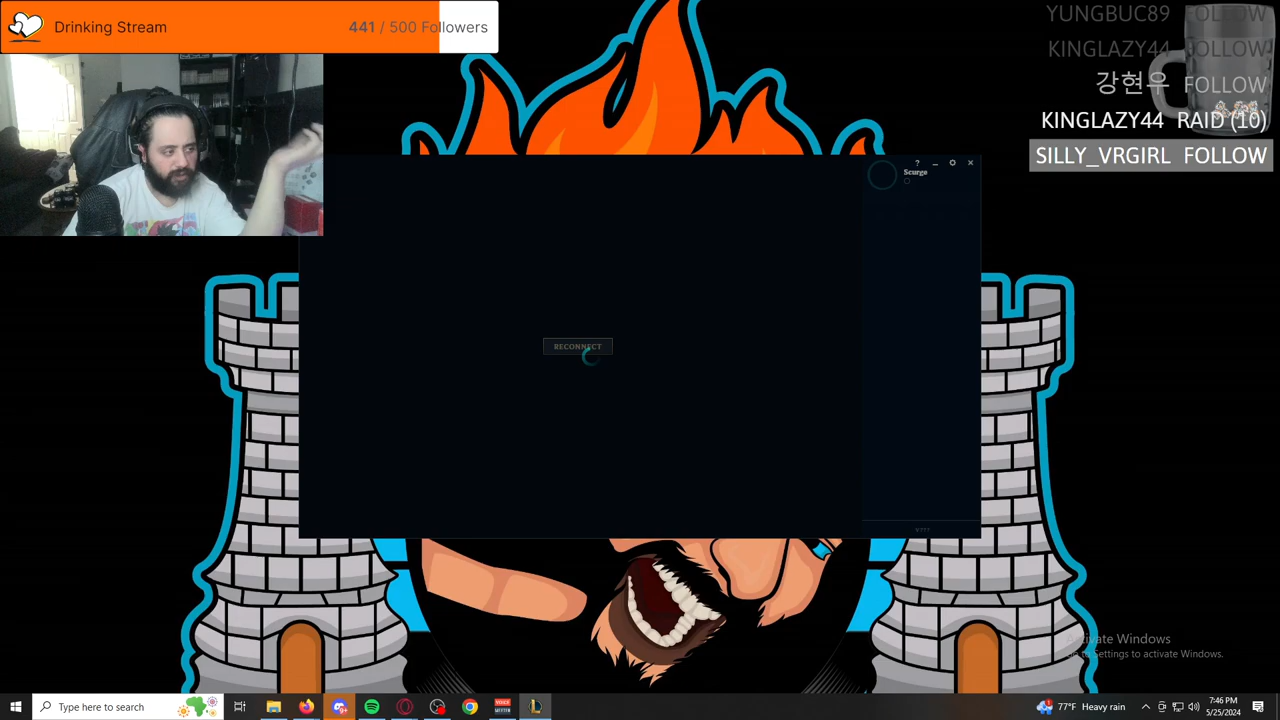 Drinking Stream
441 / 500 Followers
YUNGBUC89 FOLLOW
KINGLAZY44 FOLLOW
강현우 FOLLOW
KINGLAZY44 RAID (10)
SILLY_VRGIRL FOLLOW
?
Scurge
RECONNECT
V???
Activate Windows
Go to Settings to activate Windows.
Type here to search
77°F Heavy rain
7:46 PM
5/25/2024